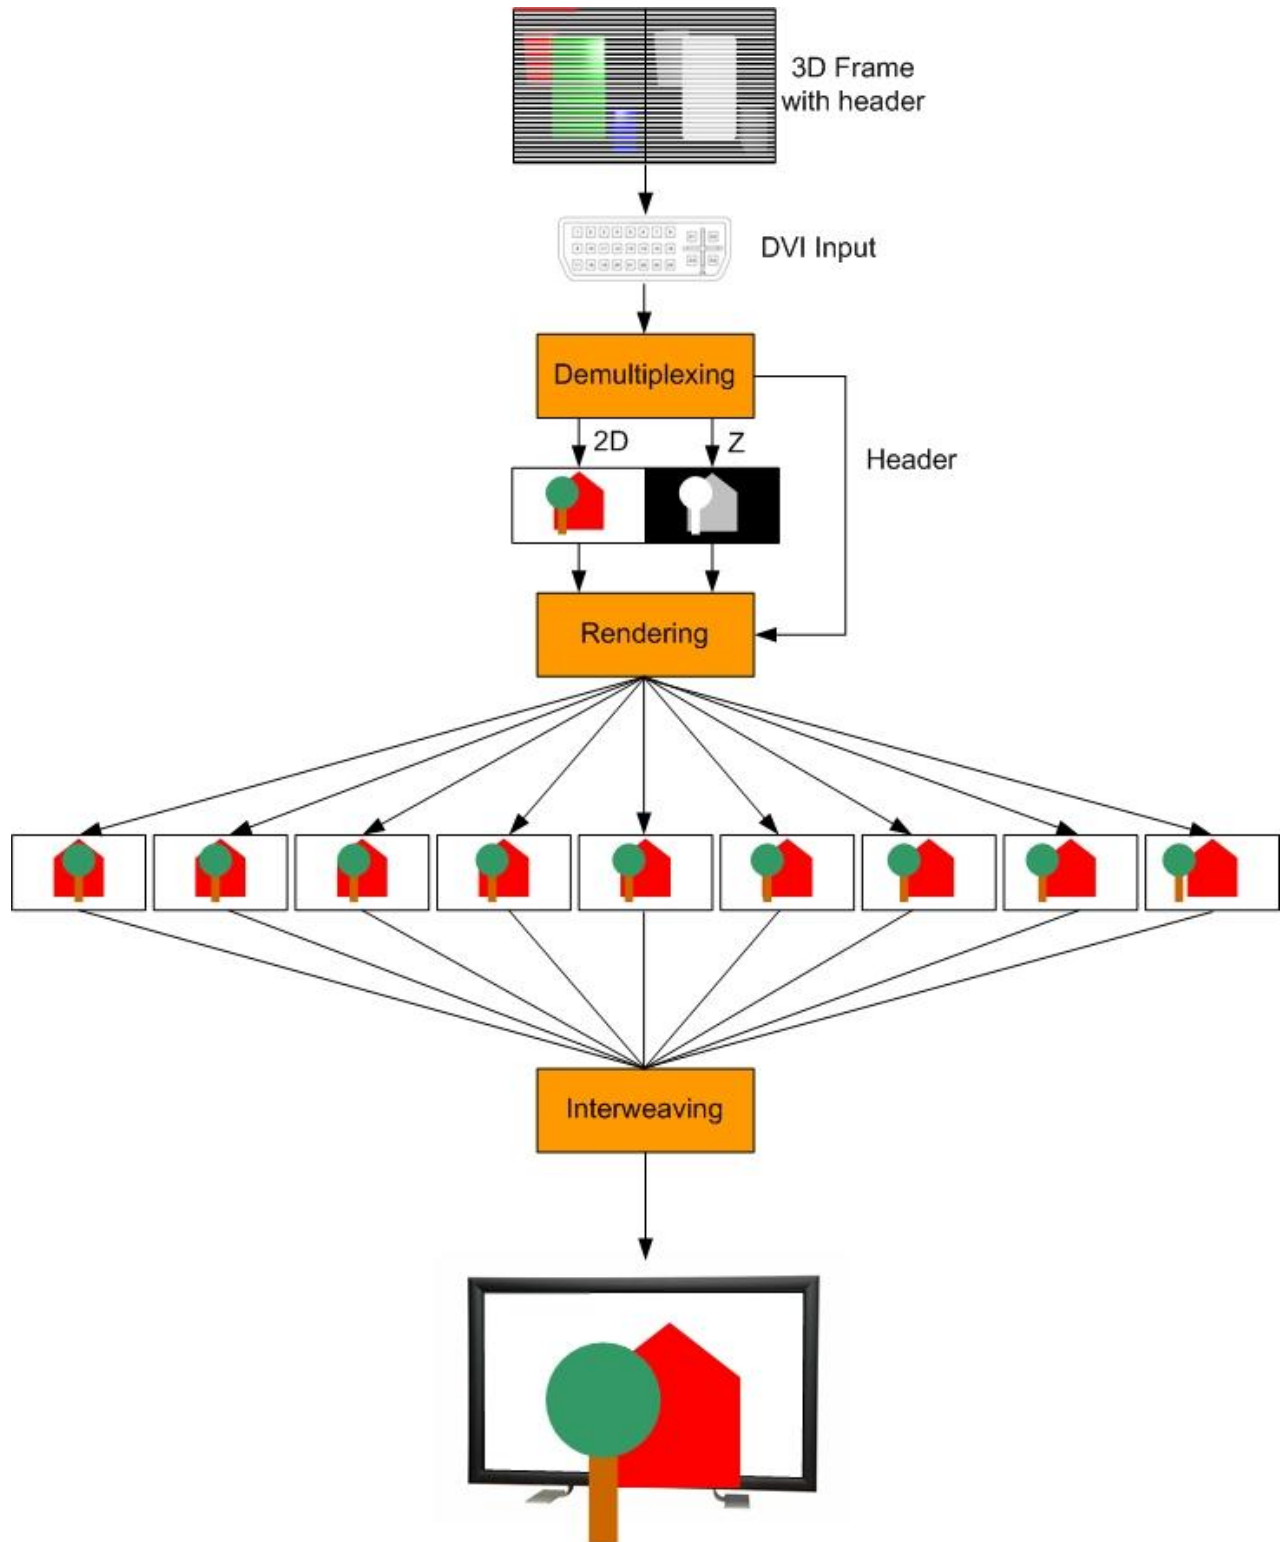 3D Frame
with header
DVI Input
Demultiplexing
2D
Z
Header
Rendering
Interweaving